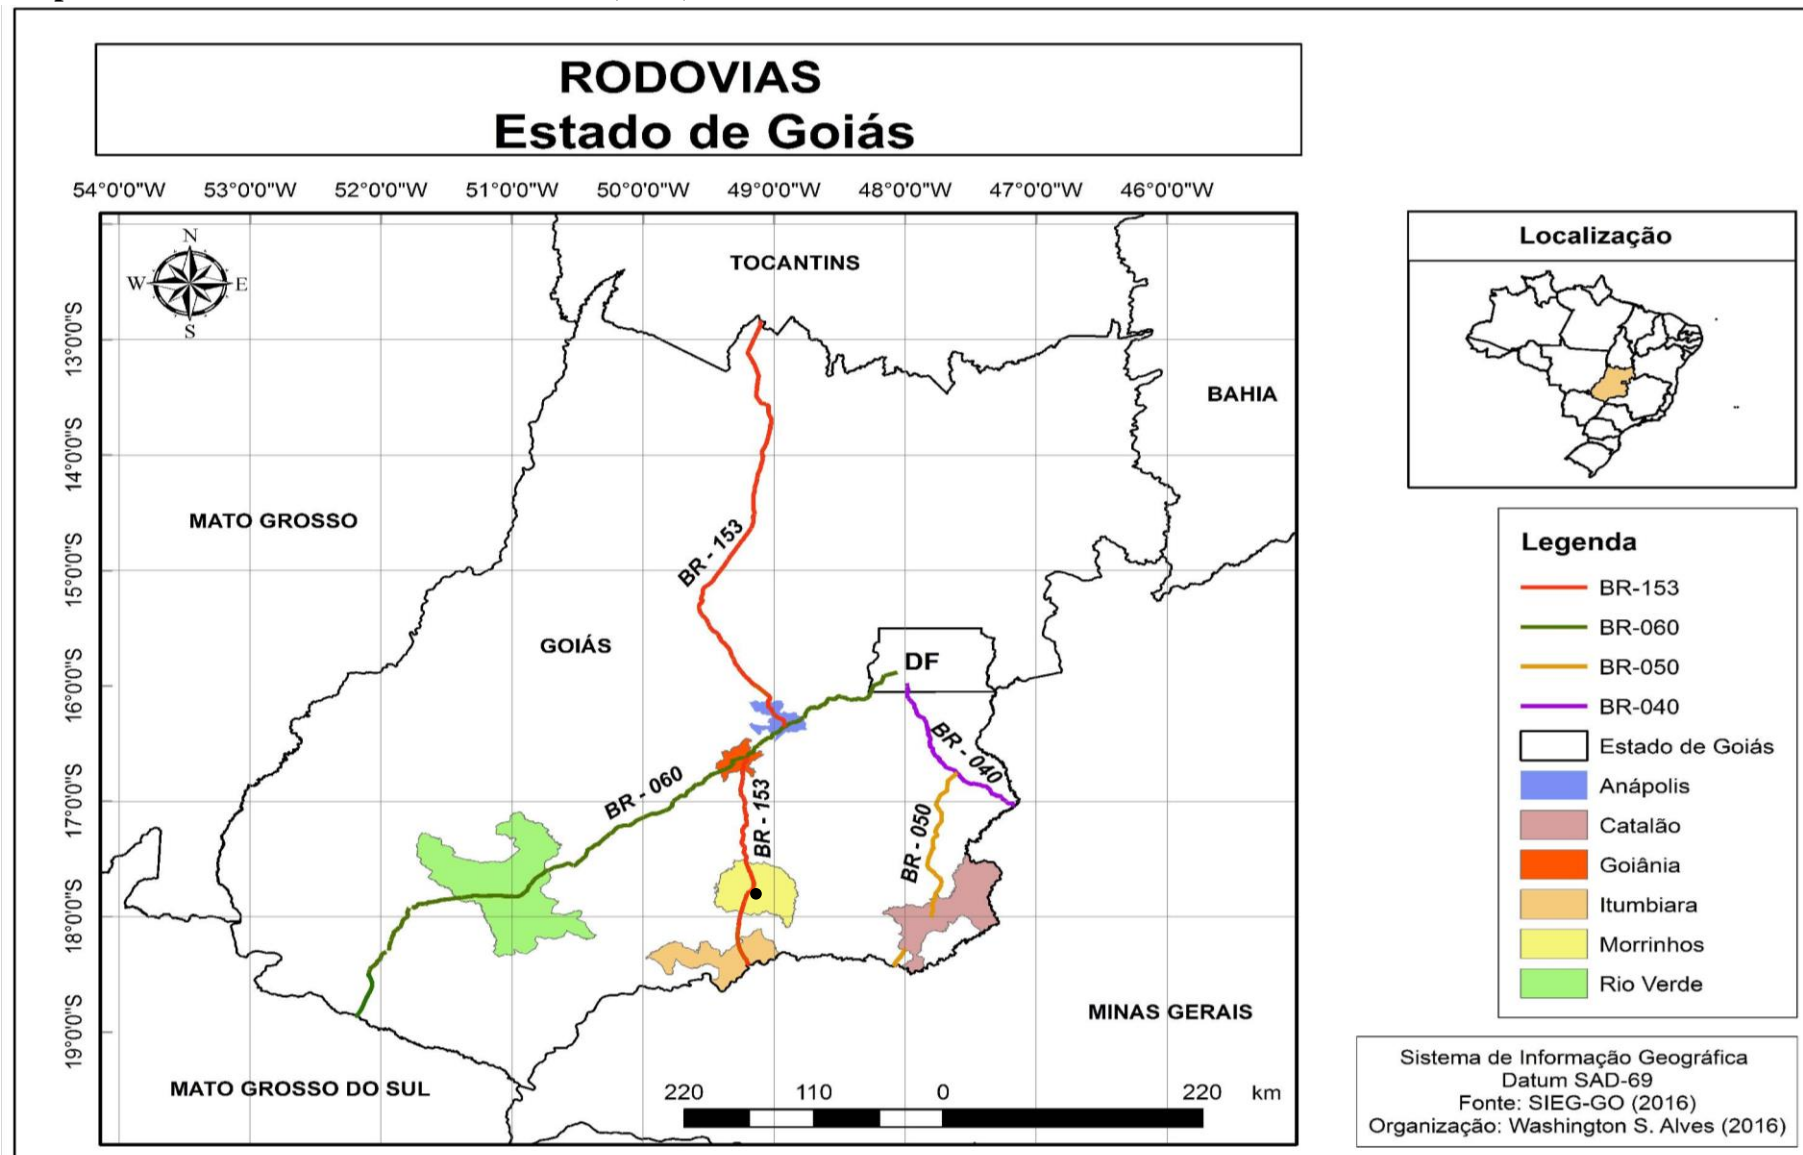 RODOVIAS
Estado de Goiás
54°0'0"W 53°0'0"W 52°0'0"W 51°0'0"W 50°0'0"W 49°0'0"W 48°0'0"W 47°0'0"W 46°0'0"W
N
W E
S
TOCANTINS
BAHIA
MATO GROSSO
BR - 153
GOIÁS
DF
BR - 040
BR - 060
BR - 153
BR - 050
MINAS GERAIS
MATO GROSSO DO SUL
13°0'0"S
14°0'0"S
15°0'0"S
16°0'0"S
17°0'0"S
18°0'0"S
19°0'0"S
220 110 0 220 km
Localização
Legenda
BR-153
BR-060
BR-050
BR-040
Estado de Goiás
Anápolis
Catalão
Goiânia
Itumbiara
Morrinhos
Rio Verde
Sistema de Informação Geográfica
Datum SAD-69
Fonte: SIEG-GO (2016)
Organização: Washington S. Alves (2016)